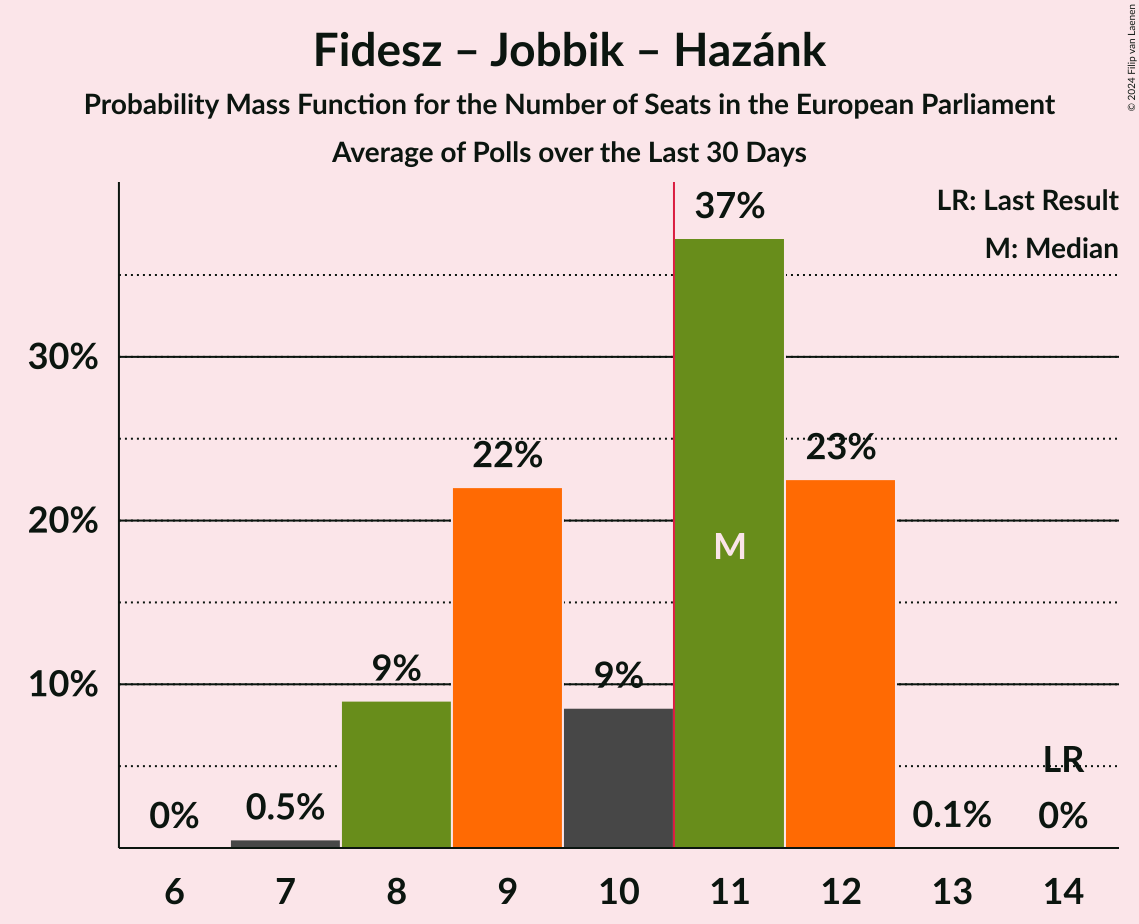 Fidesz – Jobbik – Hazánk
Probability Mass Function for the Number of Seats in the European Parliament
Average of Polls over the Last 30 Days
© 2024 Filip van Laenen
LR: Last Result
M: Median
30%
20%
10%
0%
0.5%
9%
22%
9%
37%
M
23%
0.1%
LR
0%
6 7 8 9 10 11 12 13 14